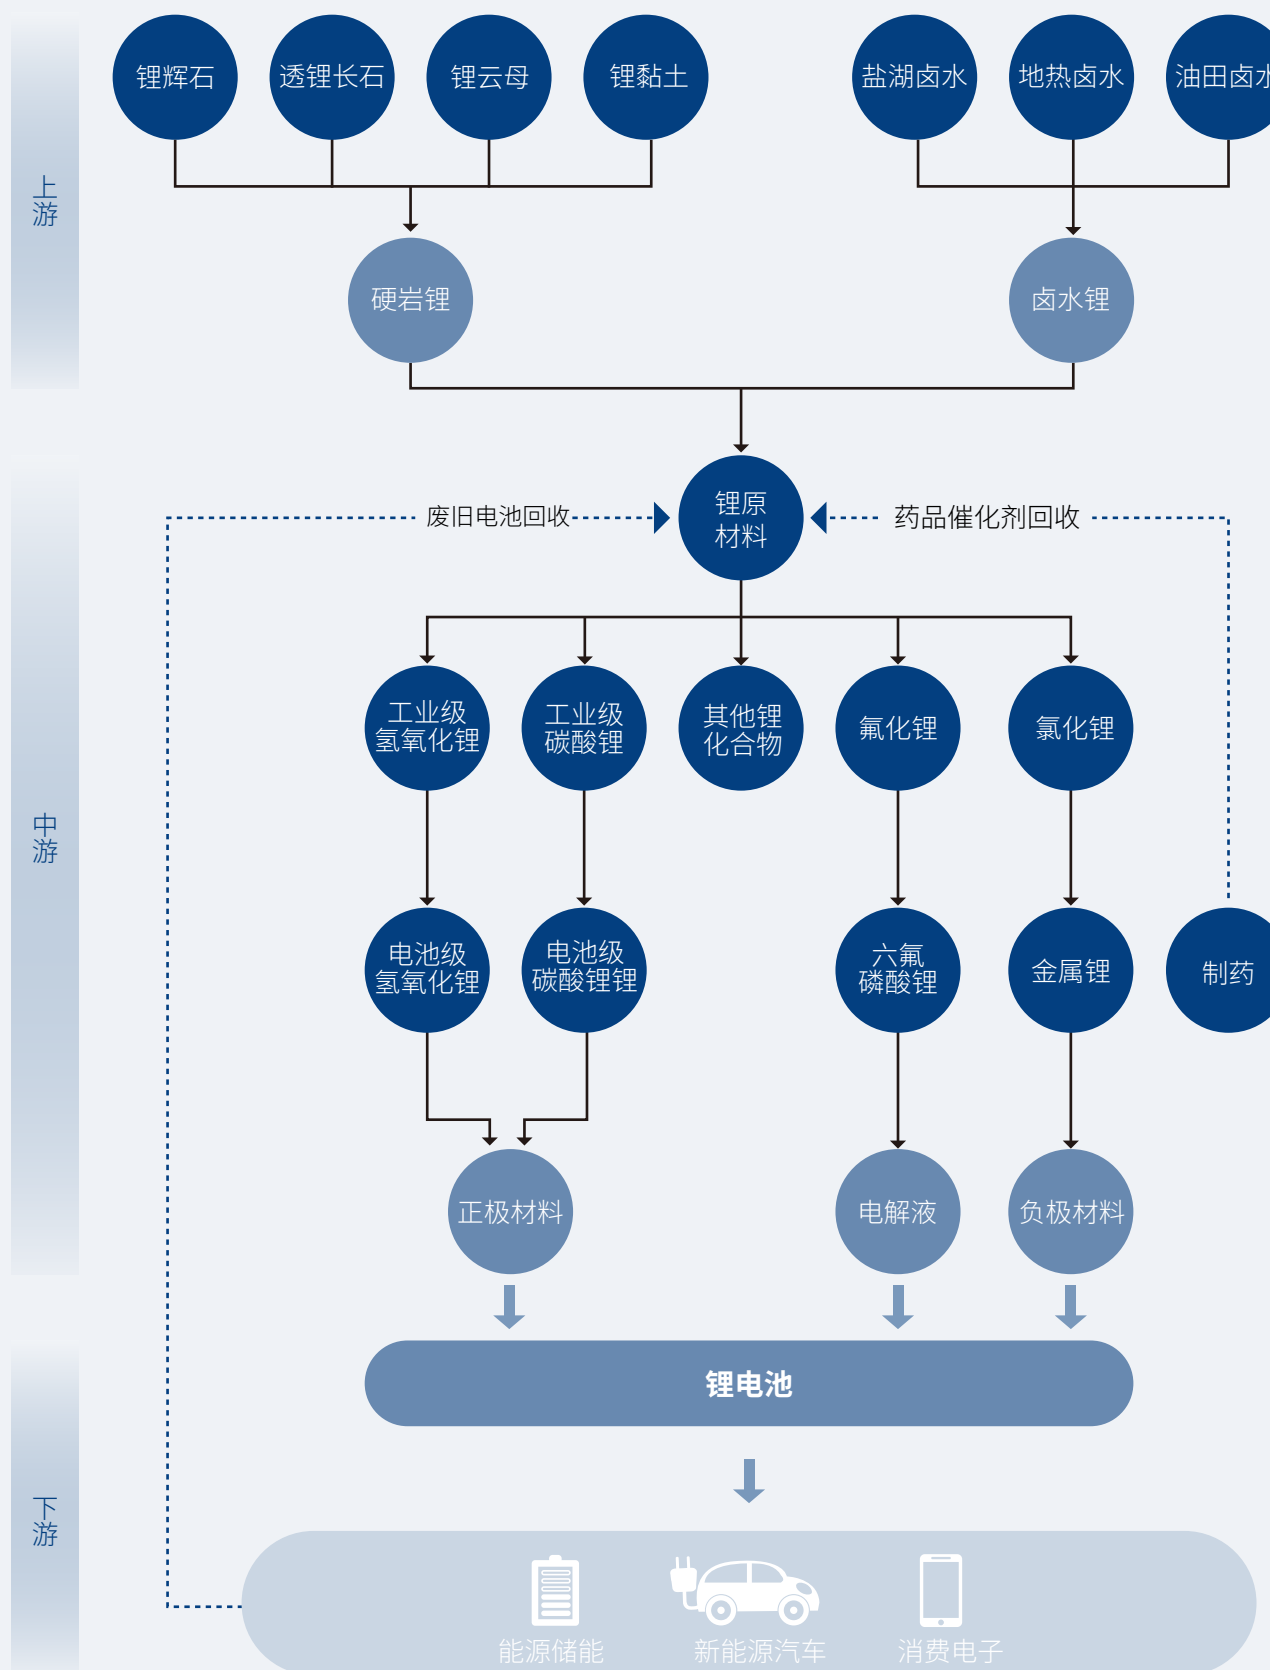 锂辉石
透锂长石
锂云母
锂黏土
盐湖卤水
地热卤水
油田卤水
上游
硬岩锂
卤水锂
废旧电池回收
锂原
材料
药品催化剂回收
工业级
氢氧化锂
工业级
碳酸锂
其他锂
化合物
氟化锂
氯化锂
中游
电池级
氢氧化锂
电池级
碳酸锂锂
六氟
磷酸锂
金属锂
制药
正极材料
电解液
负极材料
锂电池
下游
能源储能
新能源汽车
消费电子